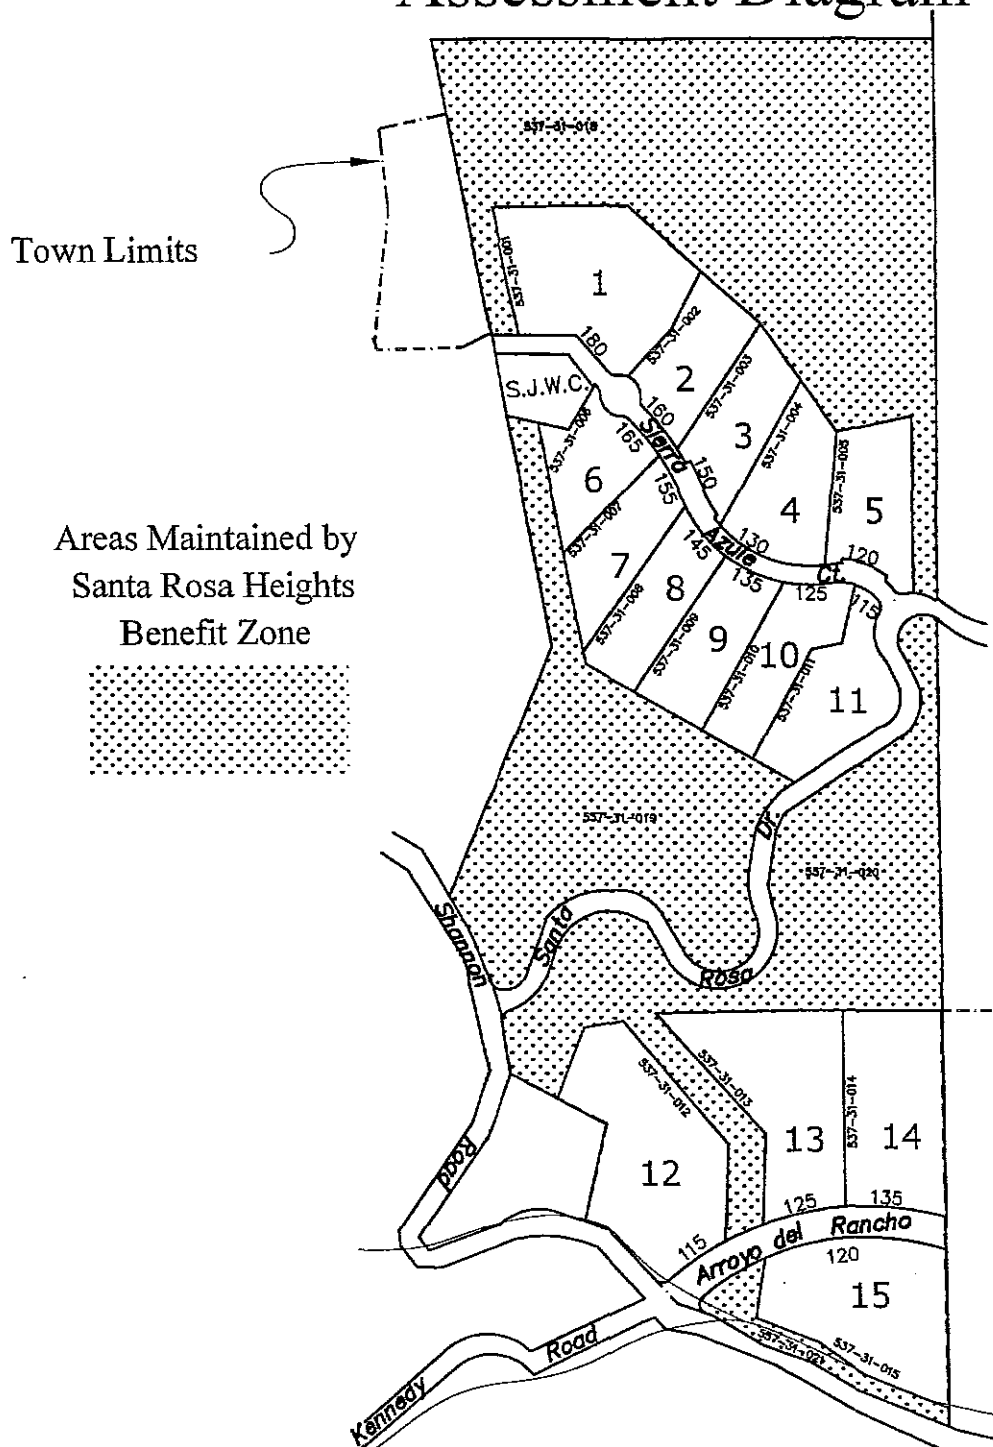 Assessment Diagram
537-31-018
Town Limits
537-31-001
1
180
537-31-002
S.J.W.C.
2
537-31-003
160
3
537-31-004
Sierra
165
537-31-006
150
537-31-005
6
155
4
5
Areas Maintained by
Santa Rosa Heights
Benefit Zone
537-31-007
145
Azule
130
120
7
8
135
Ct.
125
115
537-31-008
537-31-009
9
537-31-010
10
537-31-011
11
537-31-019
Dr.
537-31-020
Shannon
Santa
Rosa
537-31-013
537-31-012
537-31-014
13
14
Road
12
125
135
115
Arroyo del Rancho
120
15
Road
537-31-021
537-31-015
Kennedy